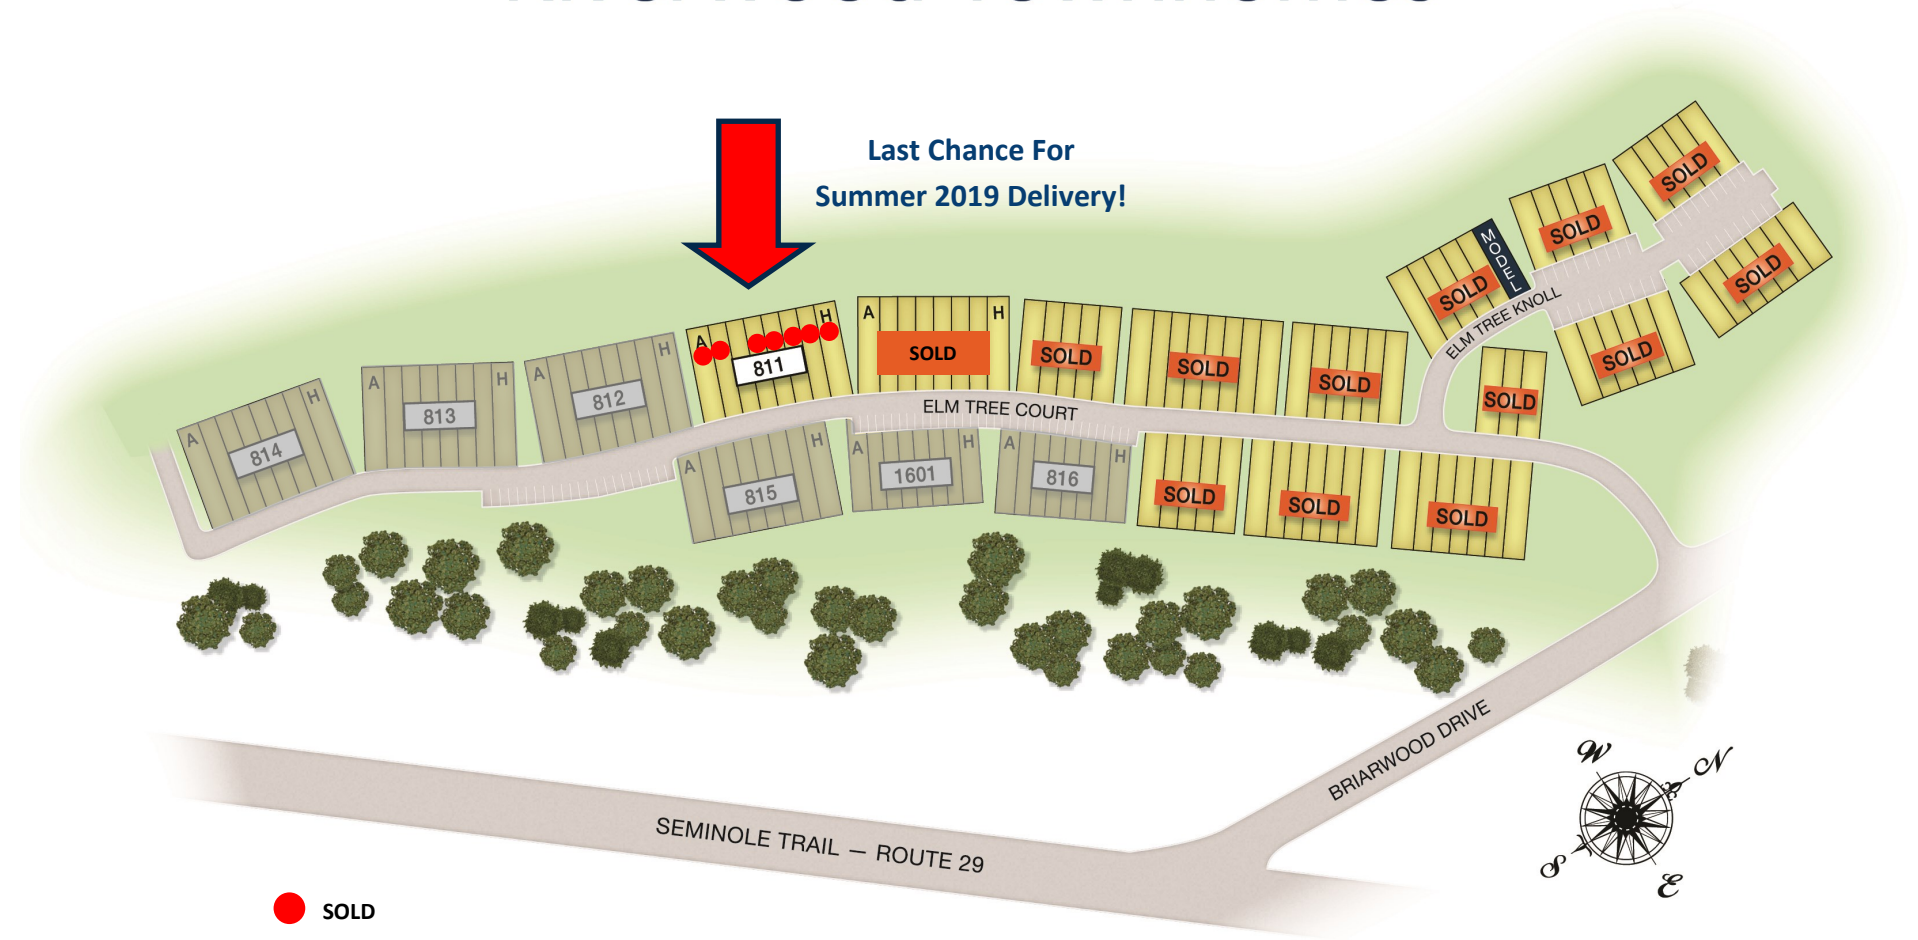 Last Chance For
Summer 2019 Delivery!
SOLD
SOLD
MODEL
SOLD
SOLD
ELM TREE KNOLL
SOLD
SOLD
A H
811
A H
SOLD
SOLD
SOLD
SOLD
A H
812
A H
813
A H
814
ELM TREE COURT
A H
815
A H
1601
A H
816
SOLD
SOLD
SOLD
BRIARWOOD DRIVE
SEMINOLE TRAIL — ROUTE 29
W N
S E
SOLD